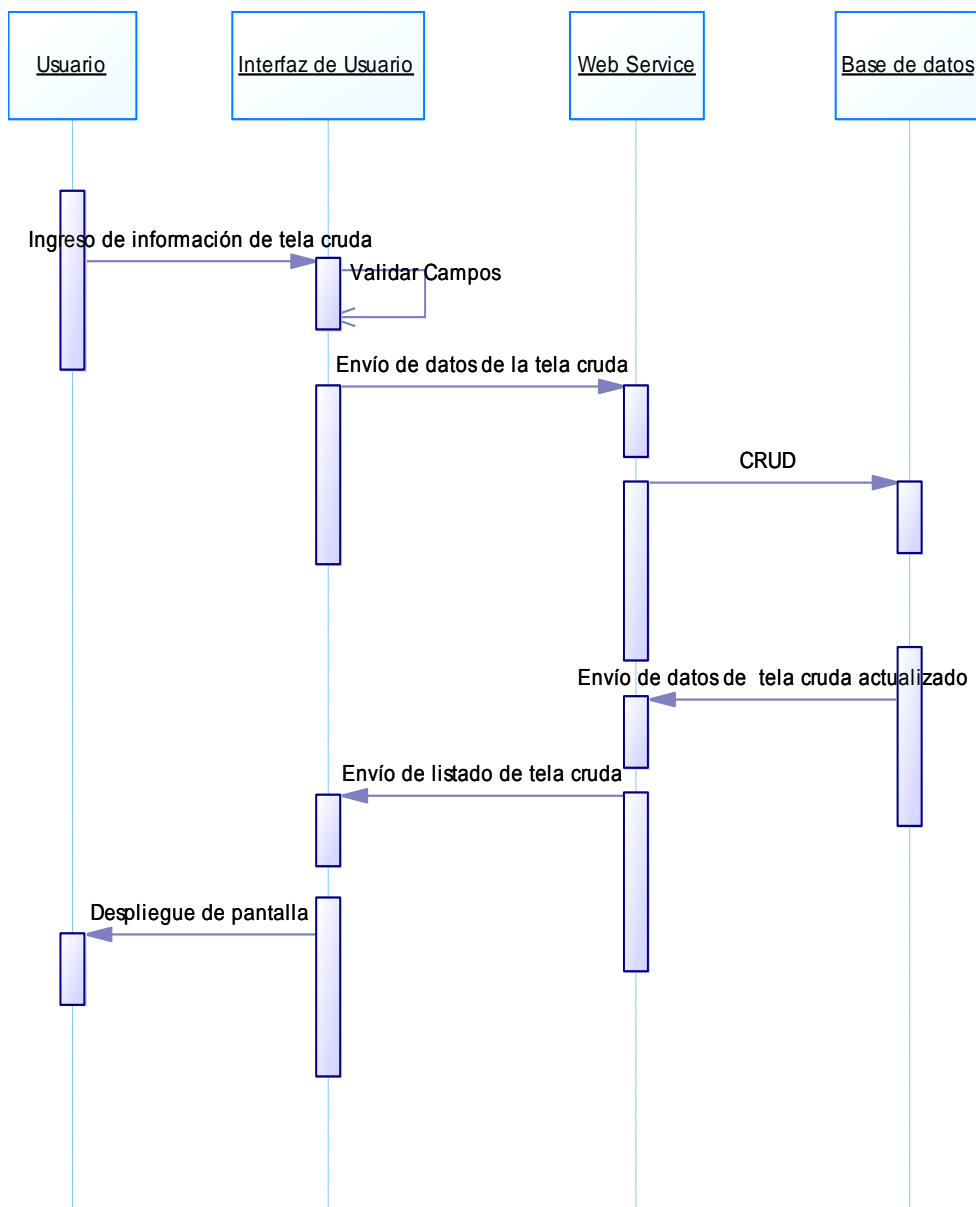 Usuario
Interfaz de Usuario
Web Service
Base de datos
Ingreso de información de tela cruda
Validar Campos
Envío de datos de la tela cruda
CRUD
Envío de datos de tela cruda actualizado
Envío de listado de tela cruda
Despliegue de pantalla